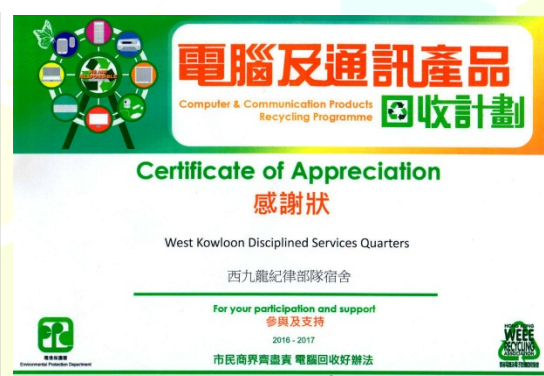 電腦及通訊產品
Computer & Communication Products
Recycling Programme
回收計劃
Certificate of Appreciation
感謝狀
West Kowloon Disciplined Services Quarters
西九龍紀律部隊宿舍
For your participation and support
參與及支持
2016 - 2017
市民商界齊盡責 電腦回收好辦法
環境保護署
Environmental Protection Department
HONG KONG
WEEE
RECYCLING
ASSOCIATION